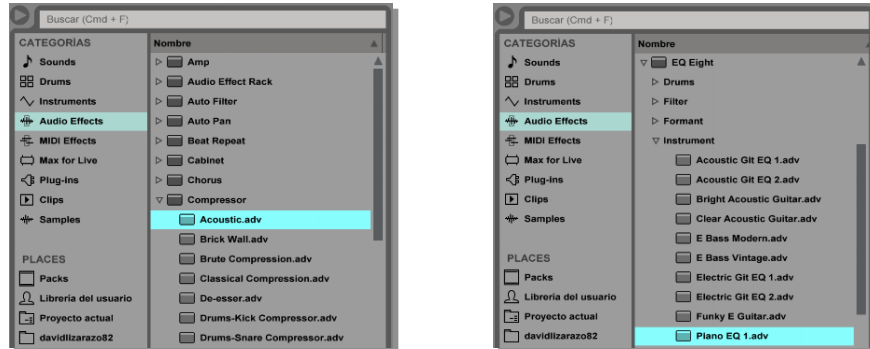 Buscar (Cmd + F)
CATEGORÍAS
Sounds
Drums
Instruments
Audio Effects
MIDI Effects
Max for Live
Plug-ins
Clips
Samples
PLACES
Packs
Librería del usuario
Proyecto actual
davidlizarazo82
Nombre
Amp
Audio Effect Rack
Auto Filter
Auto Pan
Beat Repeat
Cabinet
Chorus
Compressor
Acoustic.adv
Brick Wall.adv
Brute Compression.adv
Classical Compression.adv
De-esser.adv
Drums-Kick Compressor.adv
Drums-Snare Compressor.adv
Buscar (Cmd + F)
CATEGORÍAS
Sounds
Drums
Instruments
Audio Effects
MIDI Effects
Max for Live
Plug-ins
Clips
Samples
PLACES
Packs
Librería del usuario
Proyecto actual
davidlizarazo82
Nombre
EQ Eight
Drums
Filter
Formant
Instrument
Acoustic Git EQ 1.adv
Acoustic Git EQ 2.adv
Bright Acoustic Guitar.adv
Clear Acoustic Guitar.adv
E Bass Modern.adv
E Bass Vintage.adv
Electric Git EQ 1.adv
Electric Git EQ 2.adv
Funky E Guitar.adv
Piano EQ 1.adv